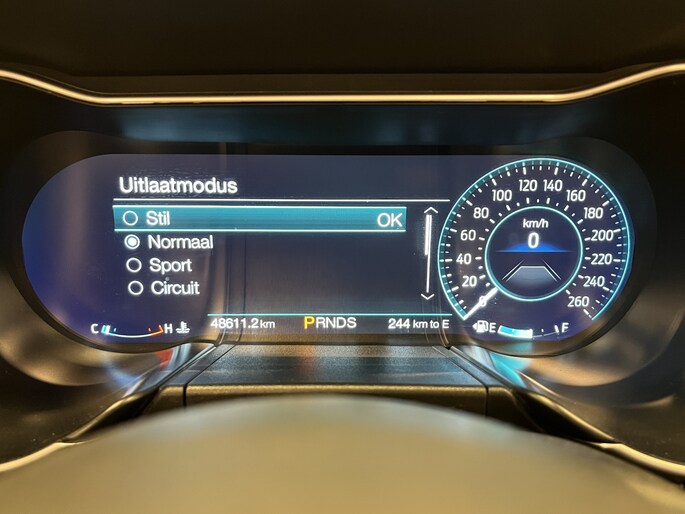 Uitlaatmodus
Stil OK
Normaal
Sport
Circuit
48611.2 km PRNDS 244 km to E
C H
0 20 40 60 80 100 120 140 160 180 200 220 240 260
km/h
0
E F